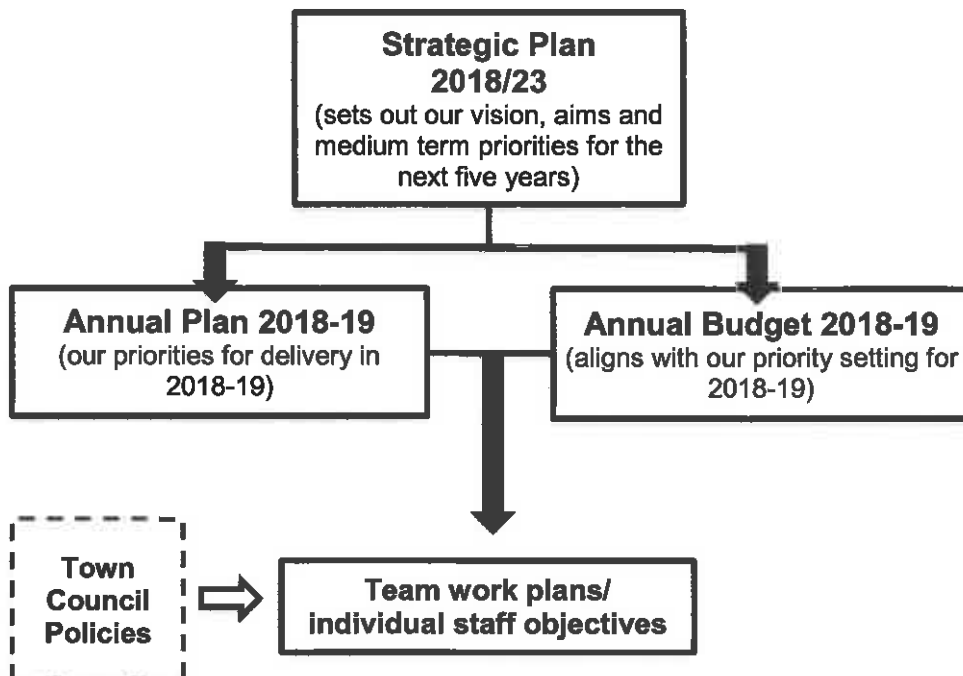 Strategic Plan
2018/23
(sets out our vision, aims and
medium term priorities for the
next five years)
Annual Plan 2018-19
(our priorities for delivery in
2018-19)
Annual Budget 2018-19
(aligns with our priority setting for
2018-19)
Town
Council
Policies
Team work plans/
individual staff objectives